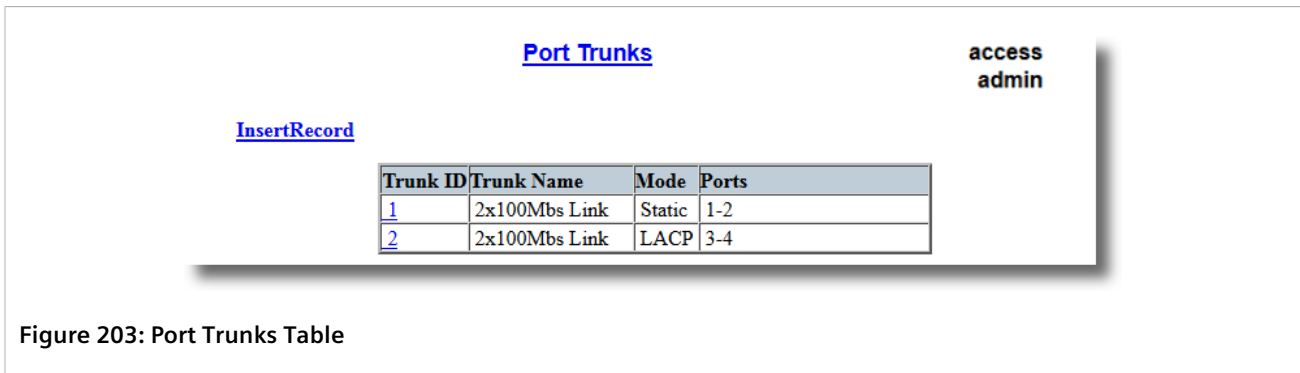 Port Trunks
access
admin
InsertRecord
Trunk ID Trunk Name Mode Ports
1 2x100Mbs Link Static 1-2
2 2x100Mbs Link LACP 3-4
Figure 203: Port Trunks Table